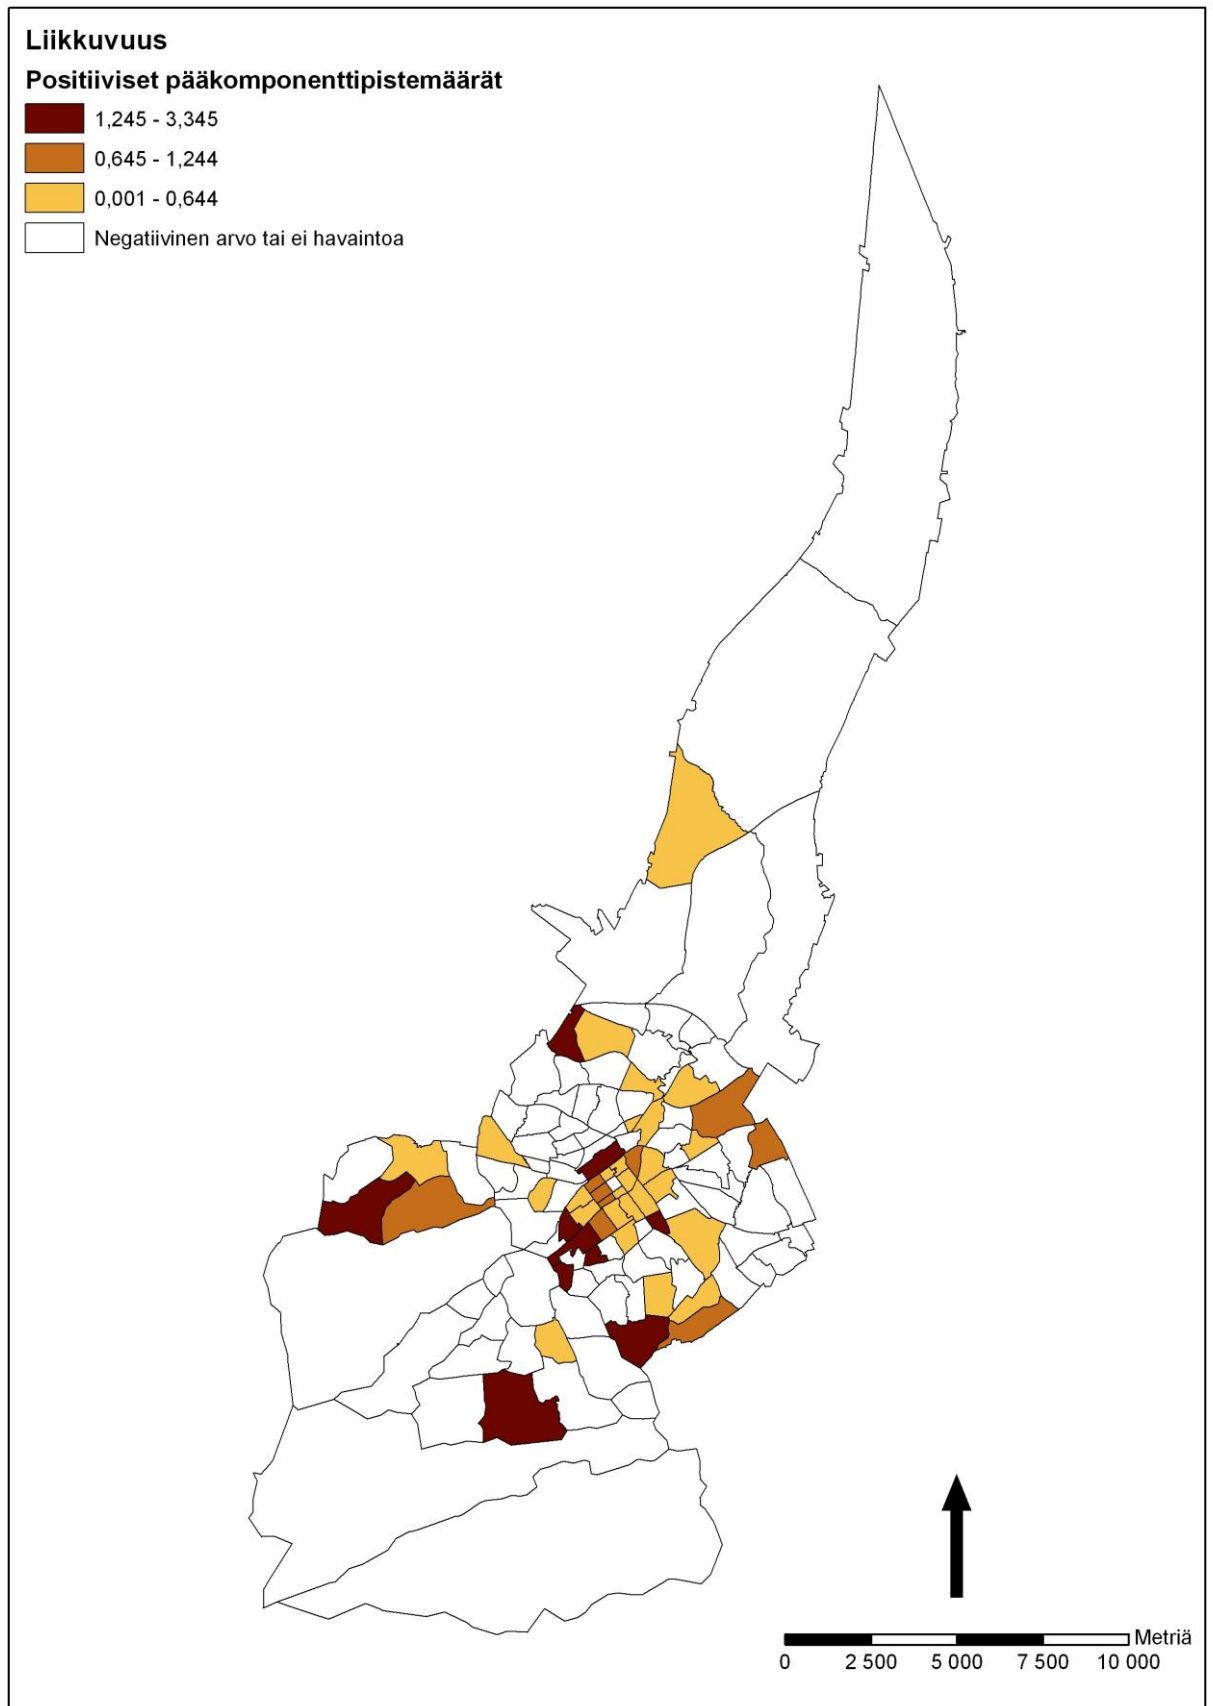 Liikkuvuus
Positiiviset pääkomponenttipistemäärät
1,245 - 3,345
0,645 - 1,244
0,001 - 0,644
Negatiivinen arvo tai ei havaintoa
Metriä
0 2 500 5 000 7 500 10 000